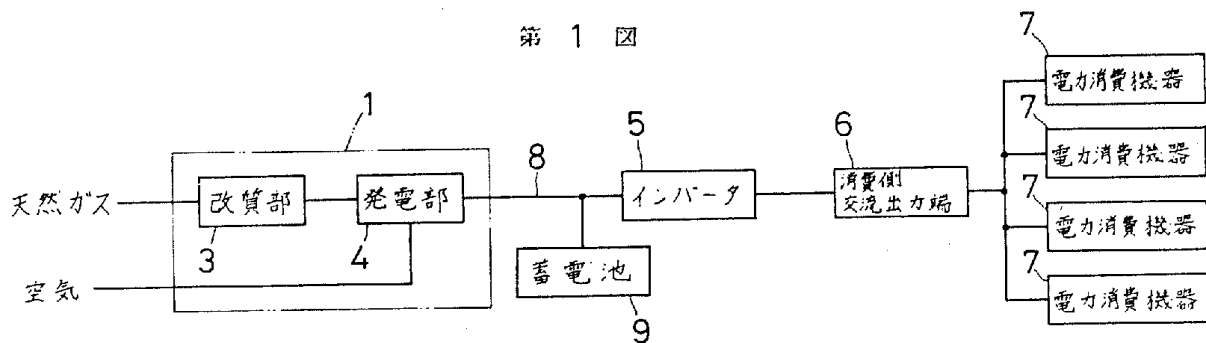 第 1 図
1
天然ガス
改質部
3
発電部
4
空気
8
蓄電池
9
5
インバータ
6
消費側
交流出力端
7
電力消費機器
7
電力消費機器
7
電力消費機器
7
電力消費機器